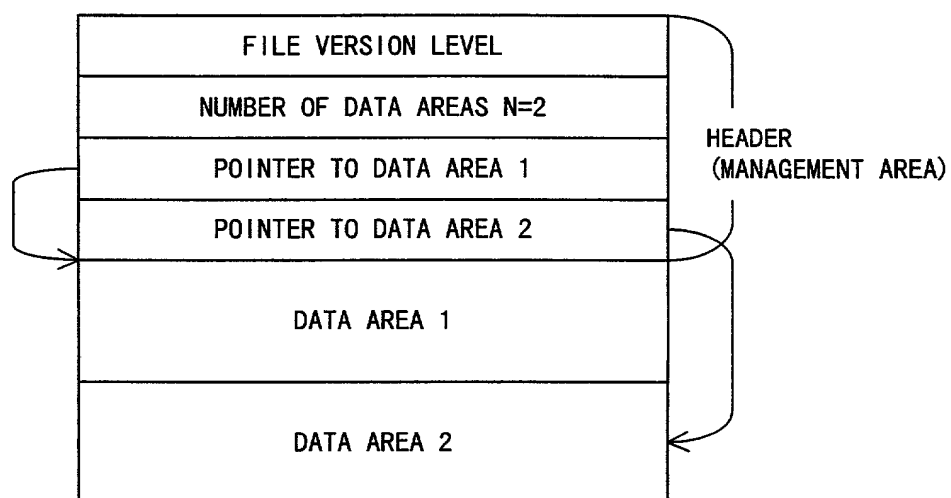 FILE VERSION LEVEL
NUMBER OF DATA AREAS N=2
POINTER TO DATA AREA 1
POINTER TO DATA AREA 2
HEADER
(MANAGEMENT AREA)
DATA AREA 1
DATA AREA 2